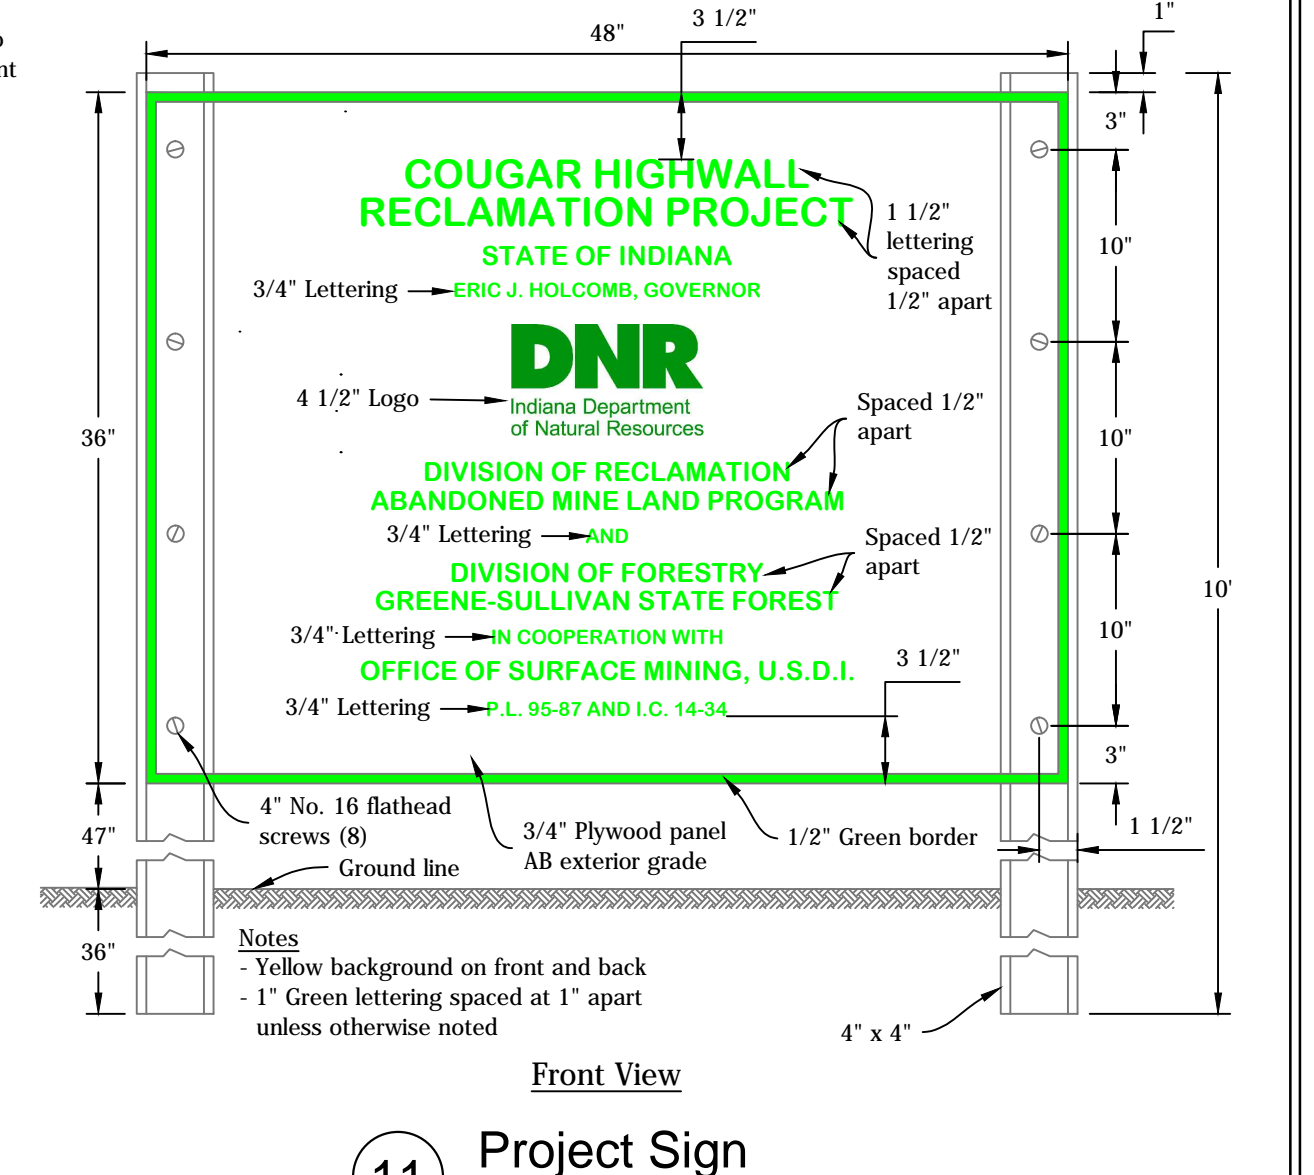 nt
48"
3 1/2"
1"
3"
COUGAR HIGHWALL
RECLAMATION PROJECT
1 1/2"
lettering
spaced
1/2" apart
10"
STATE OF INDIANA
3/4" Lettering
ERIC J. HOLCOMB, GOVERNOR
DNR
4 1/2" Logo
Indiana Department
of Natural Resources
Spaced 1/2"
apart
36"
10"
DIVISION OF RECLAMATION
ABANDONED MINE LAND PROGRAM
3/4" Lettering
AND
Spaced 1/2"
apart
DIVISION OF FORESTRY
GREENE-SULLIVAN STATE FOREST
10'
10"
3/4" Lettering
IN COOPERATION WITH
3 1/2"
OFFICE OF SURFACE MINING, U.S.D.I.
3/4" Lettering
P.L. 95-87 AND I.C. 14-34
3"
4" No. 16 flathead
screws (8)
3/4" Plywood panel
AB exterior grade
1/2" Green border
1 1/2"
47"
Ground line
36"
Notes
- Yellow background on front and back
- 1" Green lettering spaced at 1" apart
unless otherwise noted
4" x 4"
Front View
11
Project Sign